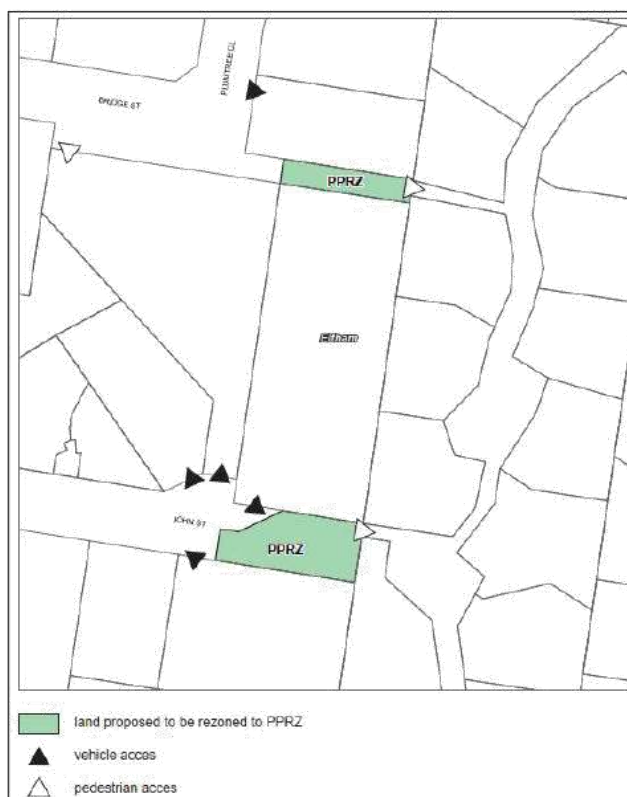 PLUMTREE CL
BRIDGE ST
PPRZ
Eltham
JOHN ST
PPRZ
land proposed to be rezoned to PPRZ
vehicle acces
pedestrian acces